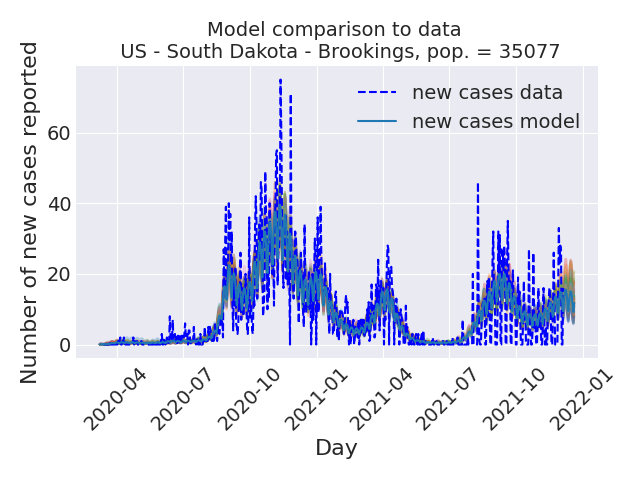 Model comparison to data
US - South Dakota - Brookings, pop. = 35077
Number of new cases reported
60
40
20
0
new cases data
new cases model
2020-04
2020-07
2020-10
2021-01
2021-04
2021-07
2021-10
2022-01
Day